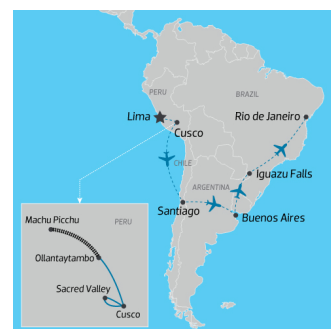 PERU
BRAZIL
Lima
Rio de Janeiro
Cusco
CHILE
Iguazu Falls
ARGENTINA
Santiago
Buenos Aires
Machu Picchu
PERU
Ollantaytambo
Sacred Valley
Cusco